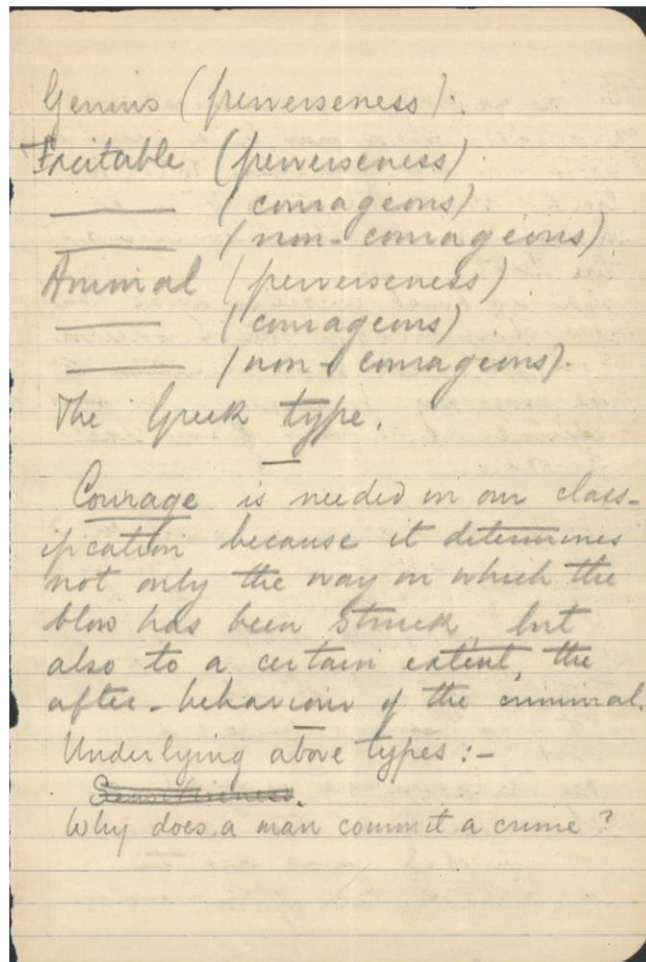 Genius (perverseness).
Irritable (perverseness)
——— (courageous)
——— (non-courageous)
Animal (perverseness)
——— (courageous)
——— (non-courageous).
The Greek type.
—
Courage is needed in our class-
ification because it determines
not only the way in which the
blow has been struck, but
also to a certain extent, the
after-behaviour of the criminal.
Underlying above types:-
Sensitiveness.
Why does a man commit a crime?